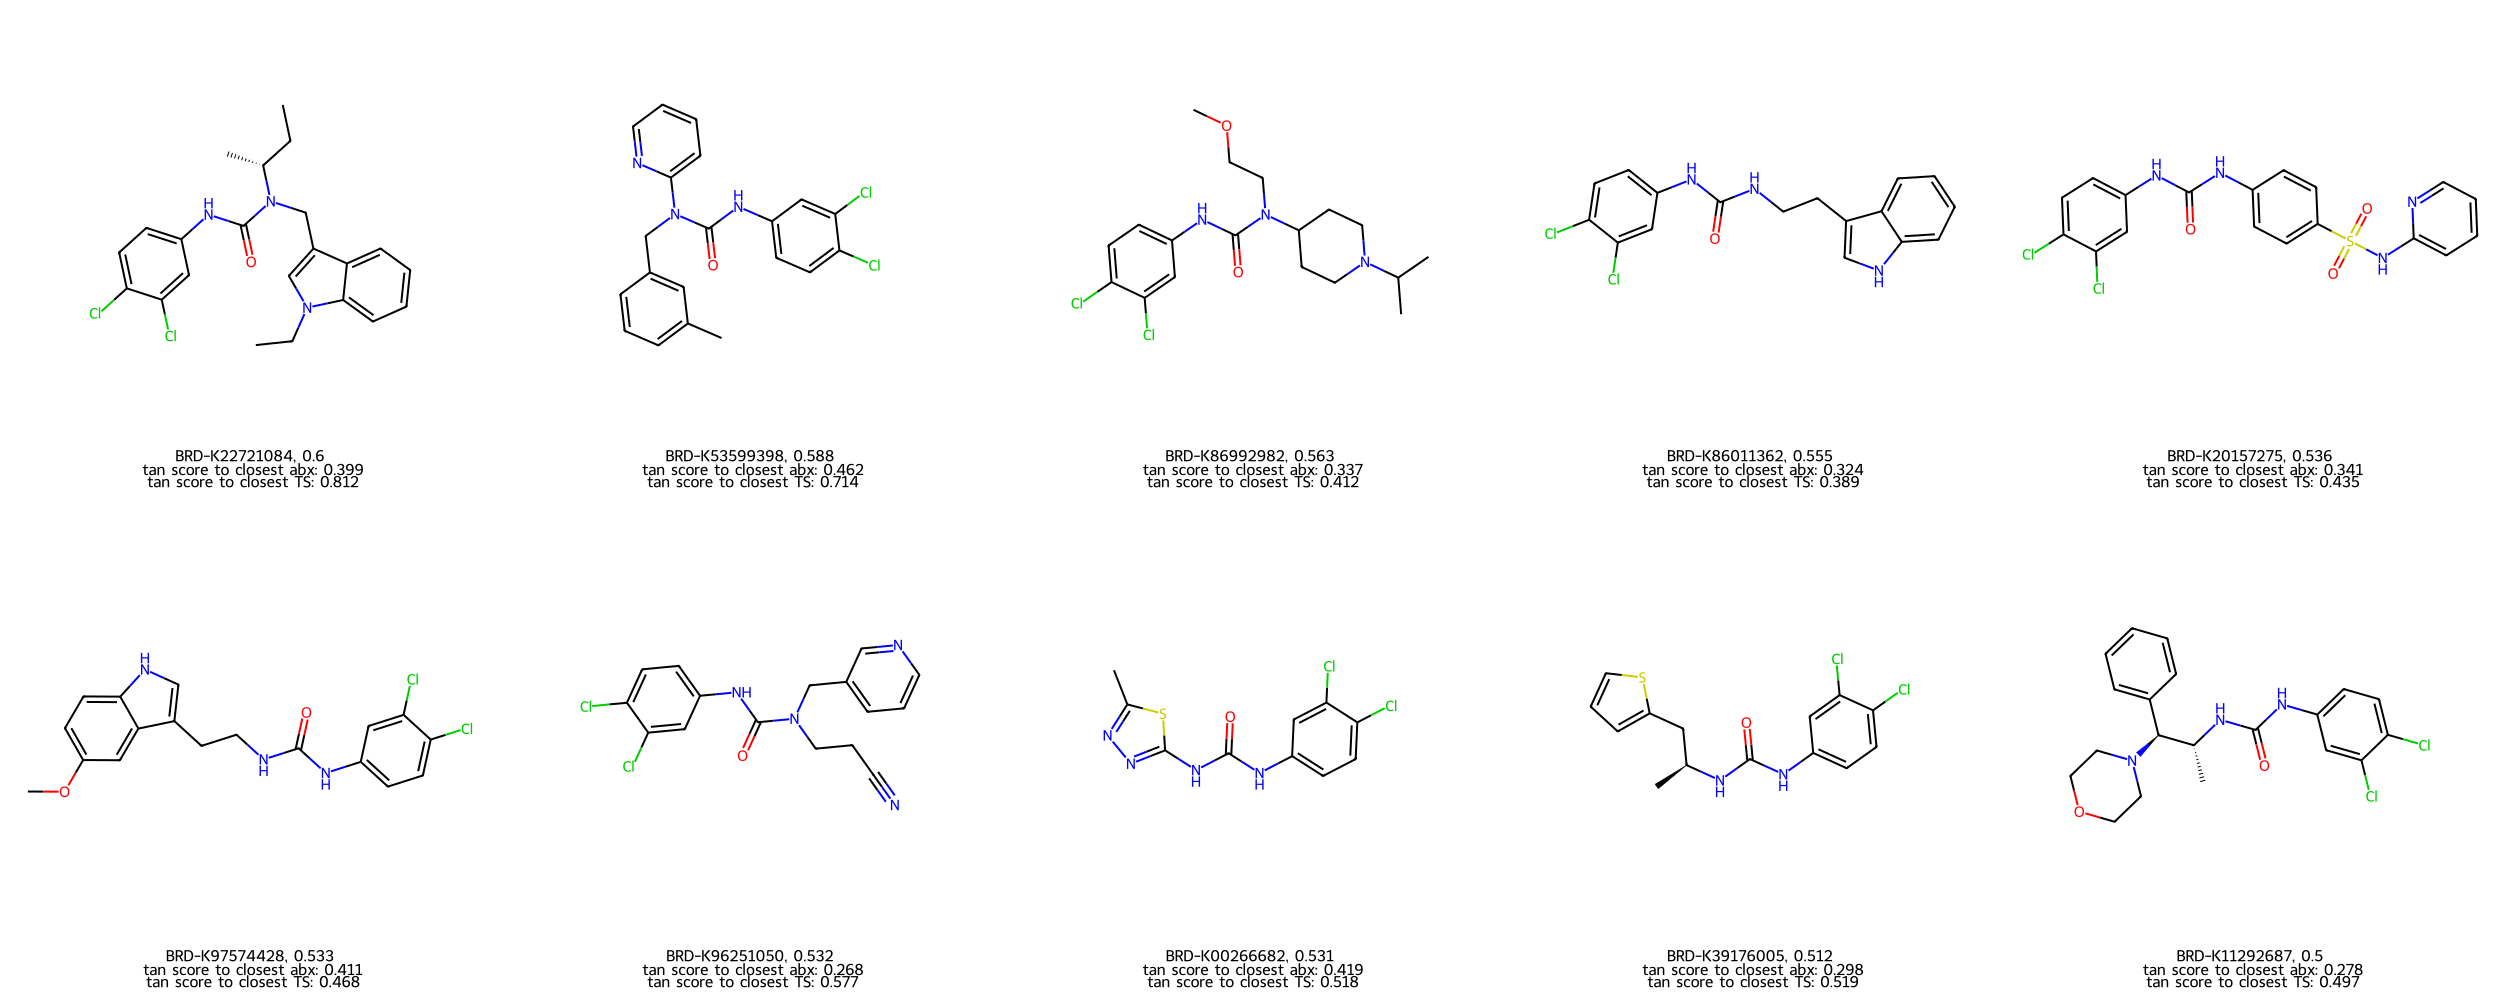 BRD-K22721084, 0.6
tan score to closest abx: 0.399
tan score to closest TS: 0.812
BRD-K53599398, 0.588
tan score to closest abx: 0.462
tan score to closest TS: 0.714
BRD-K86992982, 0.563
tan score to closest abx: 0.337
tan score to closest TS: 0.412
BRD-K86011362, 0.555
tan score to closest abx: 0.324
tan score to closest TS: 0.389
BRD-K20157275, 0.536
tan score to closest abx: 0.341
tan score to closest TS: 0.435
BRD-K97574428, 0.533
tan score to closest abx: 0.411
tan score to closest TS: 0.468
BRD-K96251050, 0.532
tan score to closest abx: 0.268
tan score to closest TS: 0.577
BRD-K00266682, 0.531
tan score to closest abx: 0.419
tan score to closest TS: 0.518
BRD-K39176005, 0.512
tan score to closest abx: 0.298
tan score to closest TS: 0.519
BRD-K11292687, 0.5
tan score to closest abx: 0.278
tan score to closest TS: 0.497